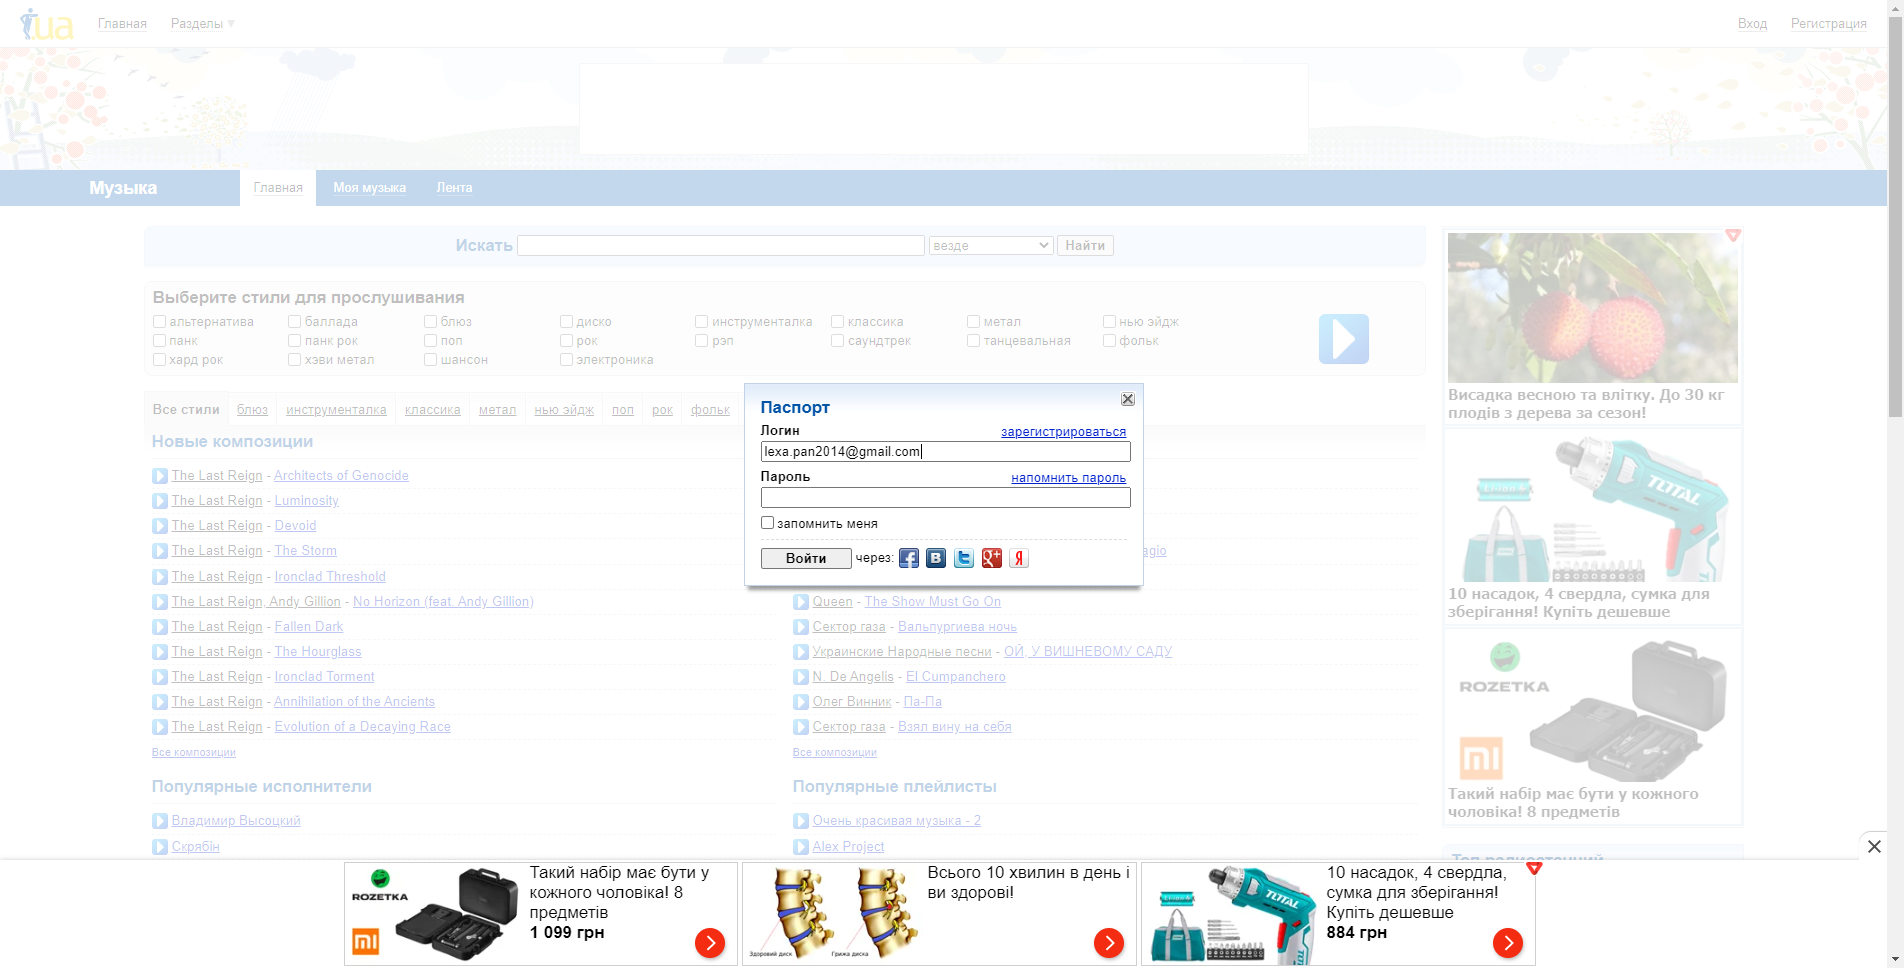 .ua
Главная
Разделы ▾
Вход
Регистрация
Музыка
Главная
Моя музыка
Лента
Искать
везде
Найти
Выберите стили для прослушивания
альтернатива
баллада
блюз
диско
инструменталка
классика
метал
нью эйдж
панк
панк рок
поп
рок
рэп
саундтрек
танцевальная
фольк
хард рок
хэви метал
шансон
электроника
Все стили
блюз
инструменталка
классика
метал
нью эйдж
поп
рок
фольк
Паспорт
Логин
зарегистрироваться
lexa.pan2014@gmail.com
Пароль
напомнить пароль
запомнить меня
Войти
через:
Новые композиции
The Last Reign - Architects of Genocide
The Last Reign - Luminosity
The Last Reign - Devoid
The Last Reign - The Storm
The Last Reign - Ironclad Threshold
The Last Reign, Andy Gillion - No Horizon (feat. Andy Gillion)
The Last Reign - Fallen Dark
The Last Reign - The Hourglass
The Last Reign - Ironclad Torment
The Last Reign - Annihilation of the Ancients
The Last Reign - Evolution of a Decaying Race
Все композиции
agio
Queen - The Show Must Go On
Сектор газа - Вальпургиева ночь
Украинские Народные песни - ОЙ, У ВИШНЕВОМУ САДУ
N. De Angelis - El Cumpanchero
Олег Винник - Па-Па
Сектор газа - Взял вину на себя
Все композиции
Популярные исполнители
Владимир Высоцкий
Скрябін
Популярные плейлисты
Очень красивая музыка - 2
Alex Project
Висадка весною та влітку. До 30 кг
плодів з дерева за сезон!
TOTAL
10 насадок, 4 свердла, сумка для
зберігання! Купіть дешевше
ROZETKA
mi
Такий набір має бути у кожного
чоловіка! 8 предметів
Топ радиостанций
ROZETKA
mi
Такий набір має бути у
кожного чоловіка! 8
предметів
1 099 грн
Здоровий диск
Грижа диска
Всього 10 хвилин в день і
ви здорові!
TOTAL
10 насадок, 4 свердла,
сумка для зберігання!
Купіть дешевше
884 грн